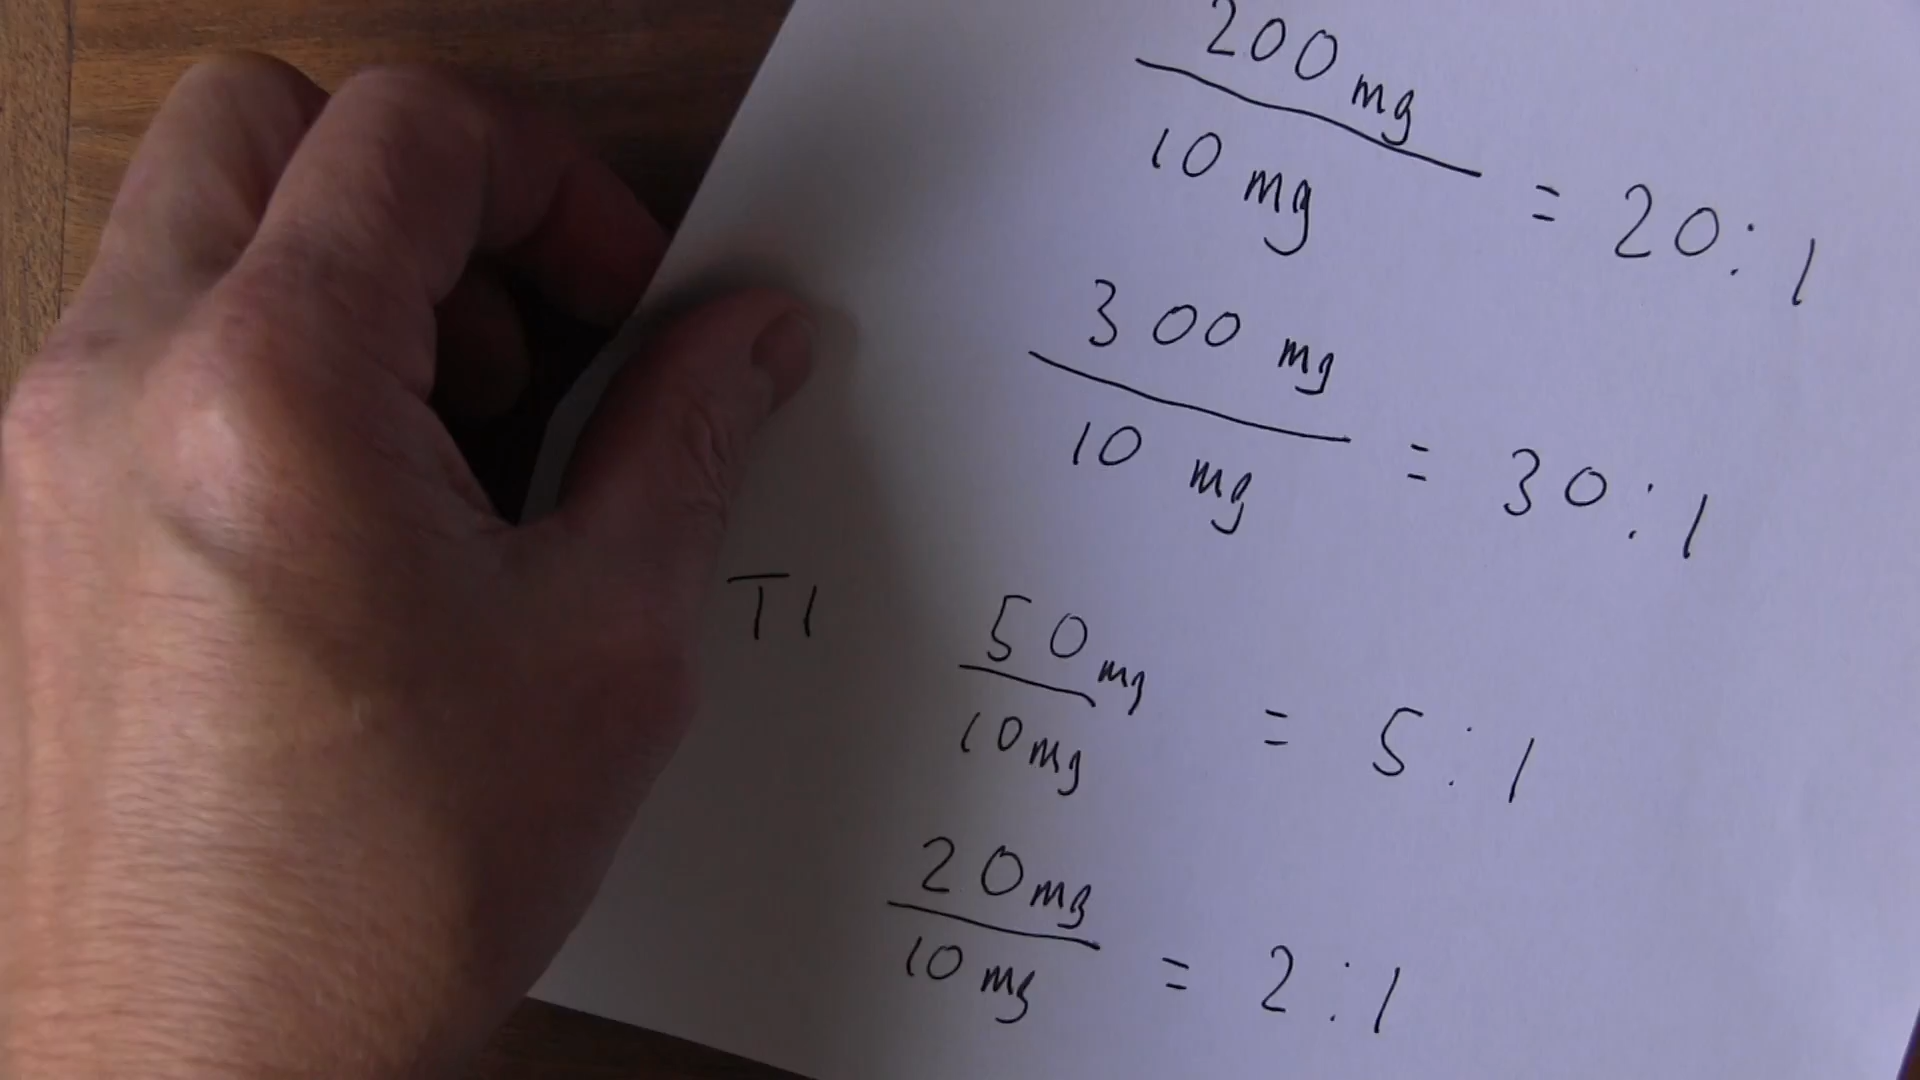 200 mg
10 mg = 20:1
300 mg
10 mg = 30:1
TI 50 mg
10 mg = 5:1
20 mg
10 mg = 2:1